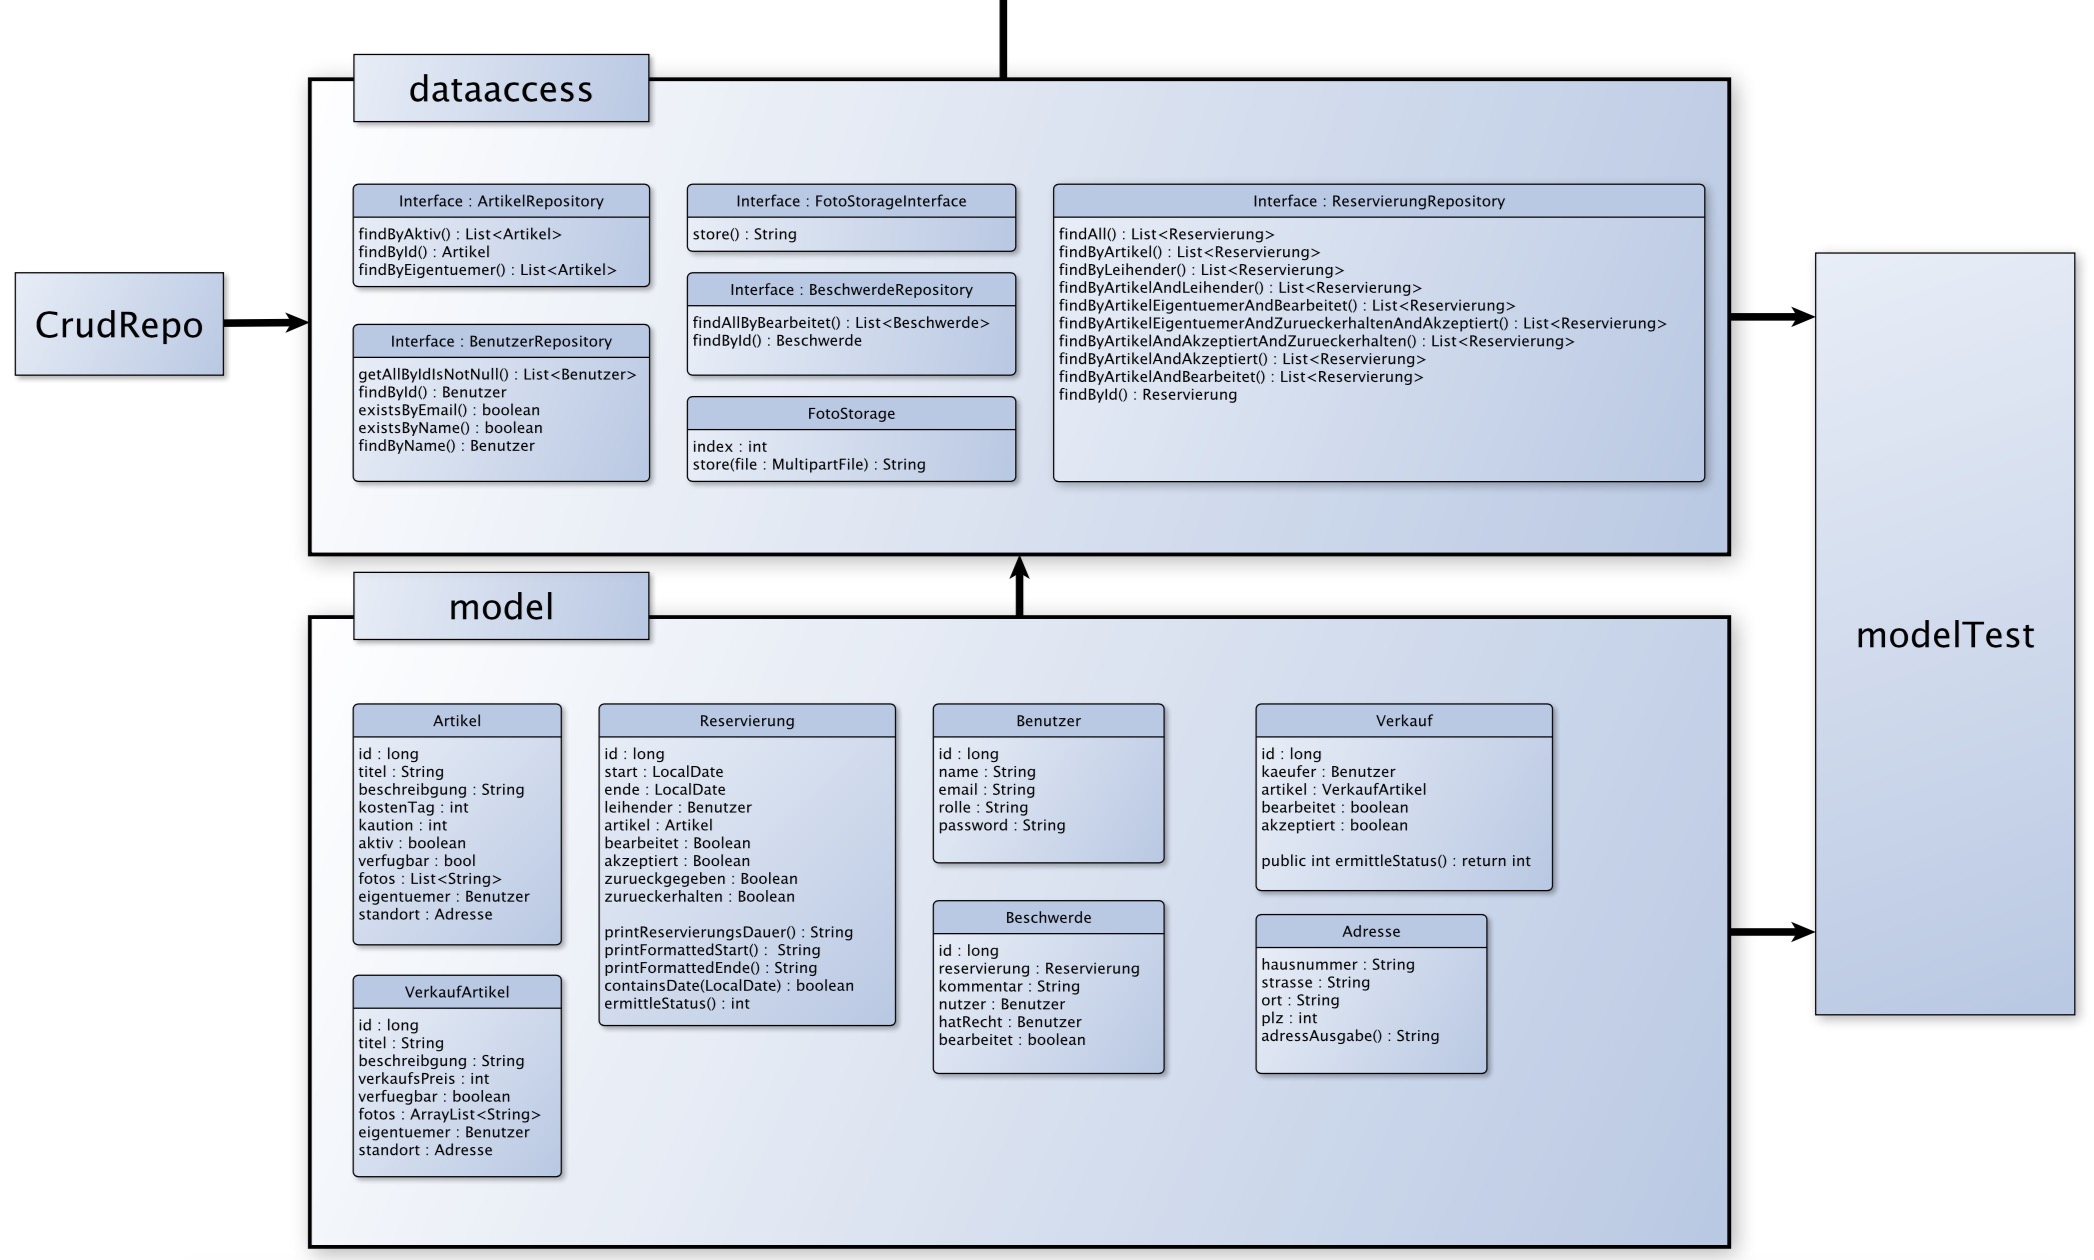 dataaccess
Interface : ArtikelRepository
findByAktiv() : List<Artikel>
findById() : Artikel
findByEigentuemer() : List<Artikel>
Interface : BenutzerRepository
getAllByIdIsNotNull() : List<Benutzer>
findById() : Benutzer
existsByEmail() : boolean
existsByName() : boolean
findByName() : Benutzer
Interface : FotoStorageInterface
store() : String
Interface : BeschwerdeRepository
findAllByBearbeitet() : List<Beschwerde>
findById() : Beschwerde
FotoStorage
index : int
store(file : MultipartFile) : String
Interface : ReservierungRepository
findAll() : List<Reservierung>
findByArtikel() : List<Reservierung>
findByLeihender() : List<Reservierung>
findByArtikelAndLeihender() : List<Reservierung>
findByArtikelEigentuemerAndBearbeitet() : List<Reservierung>
findByArtikelEigentuemerAndZurueckerhaltenAndAkzeptiert() : List<Reservierung>
findByArtikelAndAkzeptiertAndZurueckerhalten() : List<Reservierung>
findByArtikelAndAkzeptiert() : List<Reservierung>
findByArtikelAndBearbeitet() : List<Reservierung>
findById() : Reservierung
CrudRepo
modelTest
model
Artikel
id : long
titel : String
beschreibgung : String
kostenTag : int
kaution : int
aktiv : boolean
verfugbar : bool
fotos : List<String>
eigentuemer : Benutzer
standort : Adresse
VerkaufArtikel
id : long
titel : String
beschreibgung : String
verkaufsPreis : int
verfuegbar : boolean
fotos : ArrayList<String>
eigentuemer : Benutzer
standort : Adresse
Reservierung
id : long
start : LocalDate
ende : LocalDate
leihender : Benutzer
artikel : Artikel
bearbeitet : Boolean
akzeptiert : Boolean
zurueckgegeben : Boolean
zurueckerhalten : Boolean
printReservierungsDauer() : String
printFormattedStart() :  String
printFormattedEnde() : String
containsDate(LocalDate) : boolean
ermittleStatus() : int
Benutzer
id : long
name : String
email : String
rolle : String
password : String
Beschwerde
id : long
reservierung : Reservierung
kommentar : String
nutzer : Benutzer
hatRecht : Benutzer
bearbeitet : boolean
Verkauf
id : long
kaeufer : Benutzer
artikel : VerkaufArtikel
bearbeitet : boolean
akzeptiert : boolean
public int ermittleStatus() : return int
Adresse
hausnummer : String
strasse : String
ort : String
plz : int
adressAusgabe() : String